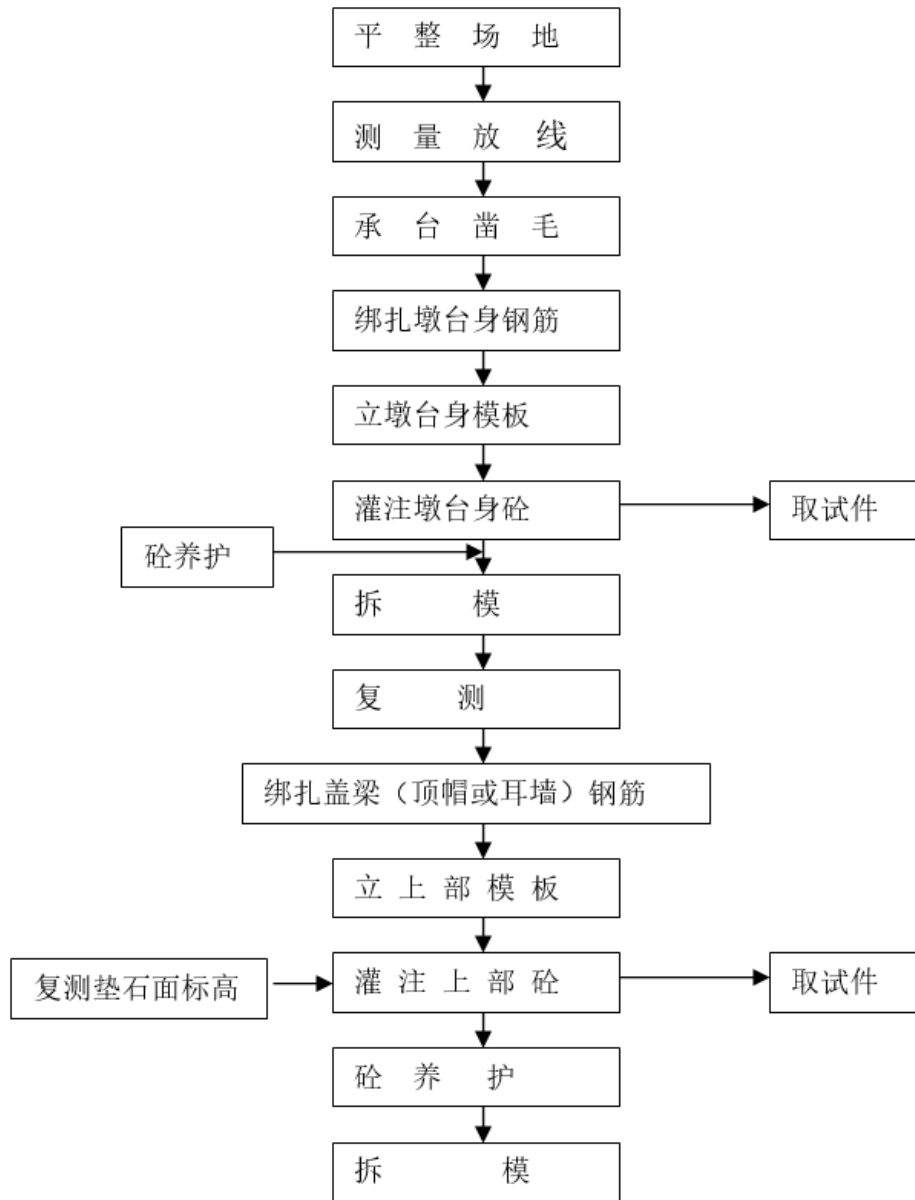 平整场地
测量放线
承台凿毛
绑扎墩台身钢筋
立墩台身模板
灌注墩台身砼
取试件
砼养护
拆模
复测
绑扎盖梁（顶帽或耳墙）钢筋
立上部模板
复测垫石面标高
灌注上部砼
取试件
砼养护
拆模